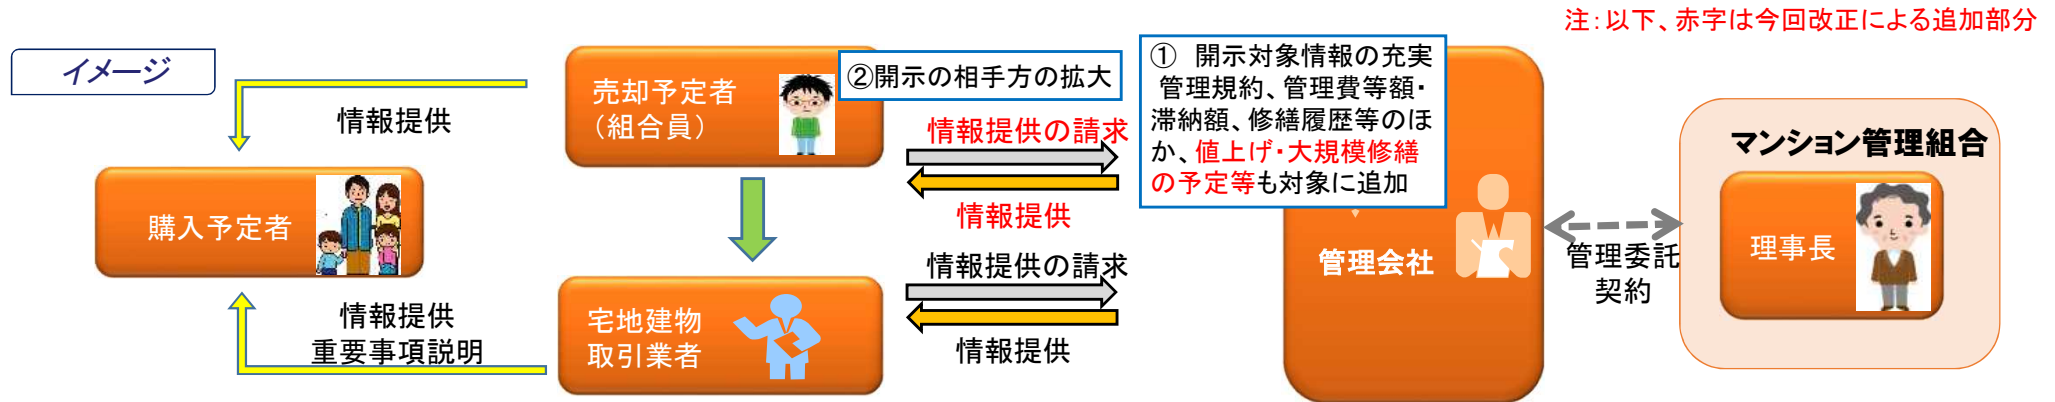 注：以下、赤字は今回改正による追加部分
イメージ
情報提供
購入予定者
情報提供
重要事項説明
売却予定者
（組合員）
②開示の相手方の拡大
情報提供の請求
情報提供
宅地建物
取引業者
情報提供の請求
情報提供
①　開示対象情報の充実
管理規約、管理費等額・
滞納額、修繕履歴等のほ
か、値上げ・大規模修繕
の予定等も対象に追加
管理会社
管理委託
契約
マンション管理組合
理事長